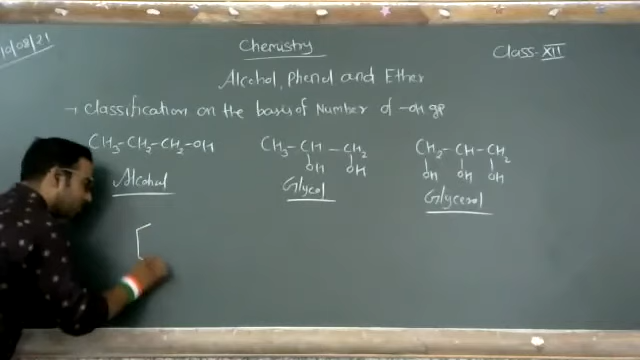 10/08/21
Chemistry
Class-XII
Alcohol, Phenol and Ether
→ Classification on the basis of Number of -OH gp
CH3-CH2-CH2-OH CH3-CH-CH2 CH2-CH-CH2
OH OH OH OH OH
Alcohol Glycol Glycerol